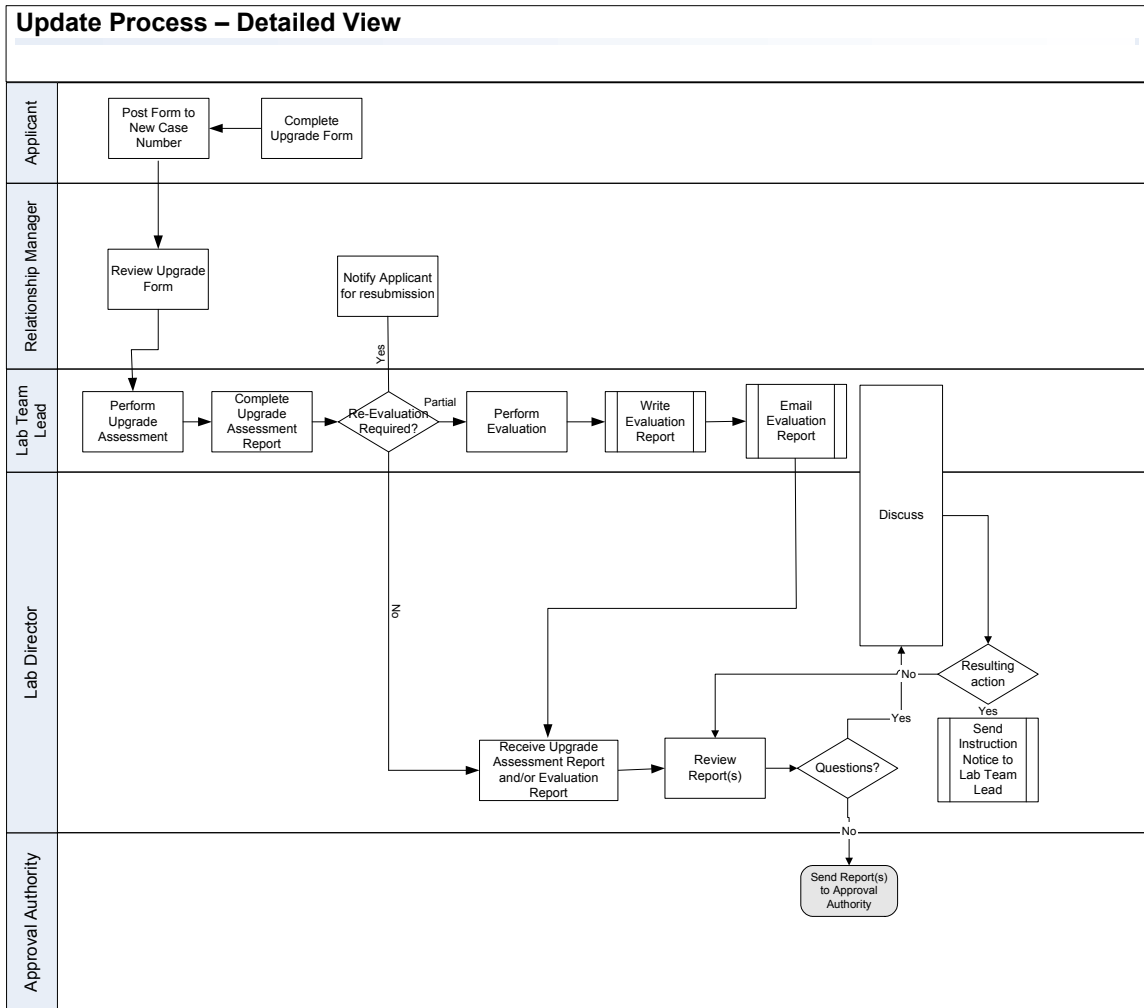 Update Process – Detailed View
Applicant
Post Form to
New Case
Number
Complete
Upgrade Form
Relationship Manager
Review Upgrade
Form
Notify Applicant
for resubmission
Yes
Lab Team
Lead
Perform
Upgrade
Assessment
Complete
Upgrade
Assessment
Report
Re-Evaluation
Required?
Partial
Perform
Evaluation
Write
Evaluation
Report
Email
Evaluation
Report
Discuss
Lab Director
No
Receive Upgrade
Assessment Report
and/or Evaluation
Report
Review
Report(s)
Questions?
Yes
No
Resulting
action
Yes
Send
Instruction
Notice to
Lab Team
Lead
No
Approval Authority
Send Report(s)
to Approval
Authority